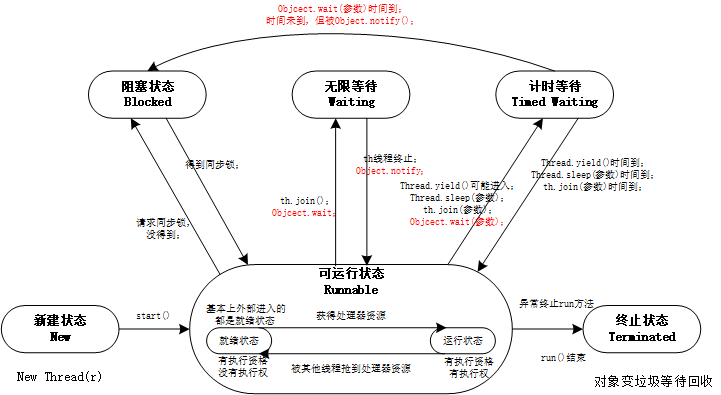 Objcect.wait(参数)时间到；
时间未到，但被Object.notify()；
阻塞状态
Blocked
无限等待
Waiting
计时等待
Timed Waiting
得到同步锁；
th线程终止；
Object.notify；
Thread.yield()时间到；
Thread.sleep(参数)时间到；
th.join(参数)时间到；
Thread.yield()可能进入；
Thread.sleep(参数)；
th.join(参数)；
Objcect.wait(参数)；
th.join()；
Objcect.wait；
请求同步锁，
没得到；
可运行状态
Runnable
基本上外部进入的
都是就绪状态
获得处理器资源
就绪状态
运行状态
有执行资格
没有执行权
被其他线程抢到处理器资源
有执行资格
有执行权
新建状态
New
start()
New Thread(r)
异常终止run方法
终止状态
Terminated
run()结束
对象变垃圾等待回收